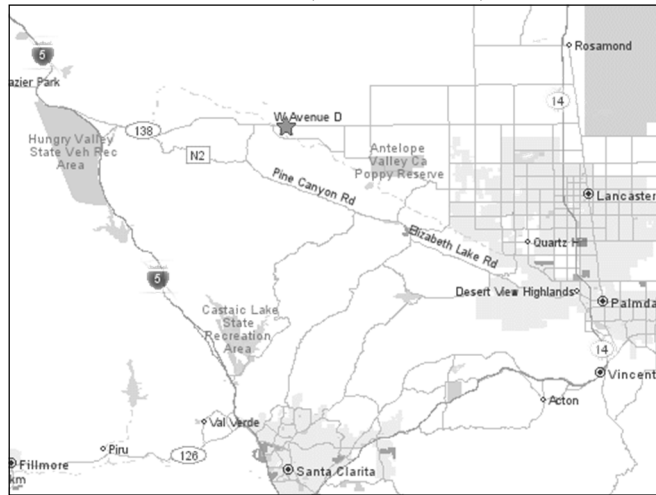 5
Rosamond
azier Park
14
W Avenue D
138
Hungry Valley
State Veh Rec
Area
N2
Antelope
Valley Ca
Poppy Reserve
Pine Canyon Rd
Lancaster
Elizabeth Lake Rd
Quartz Hill
5
Desert View Highlands
Palmda
Castaic Lake
State
Recreation
Area
14
Vincent
Acton
Val Verde
Piru
126
Fillmore
km
Santa Clarita